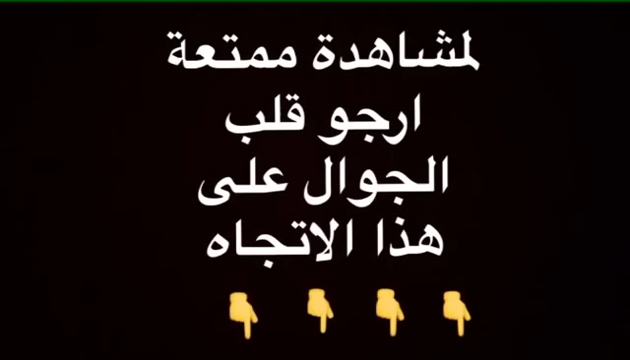 لمشاهدة ممتعة
ارجو قلب
الجوال على
هذا الاتجاه
👇 👇 👇 👇